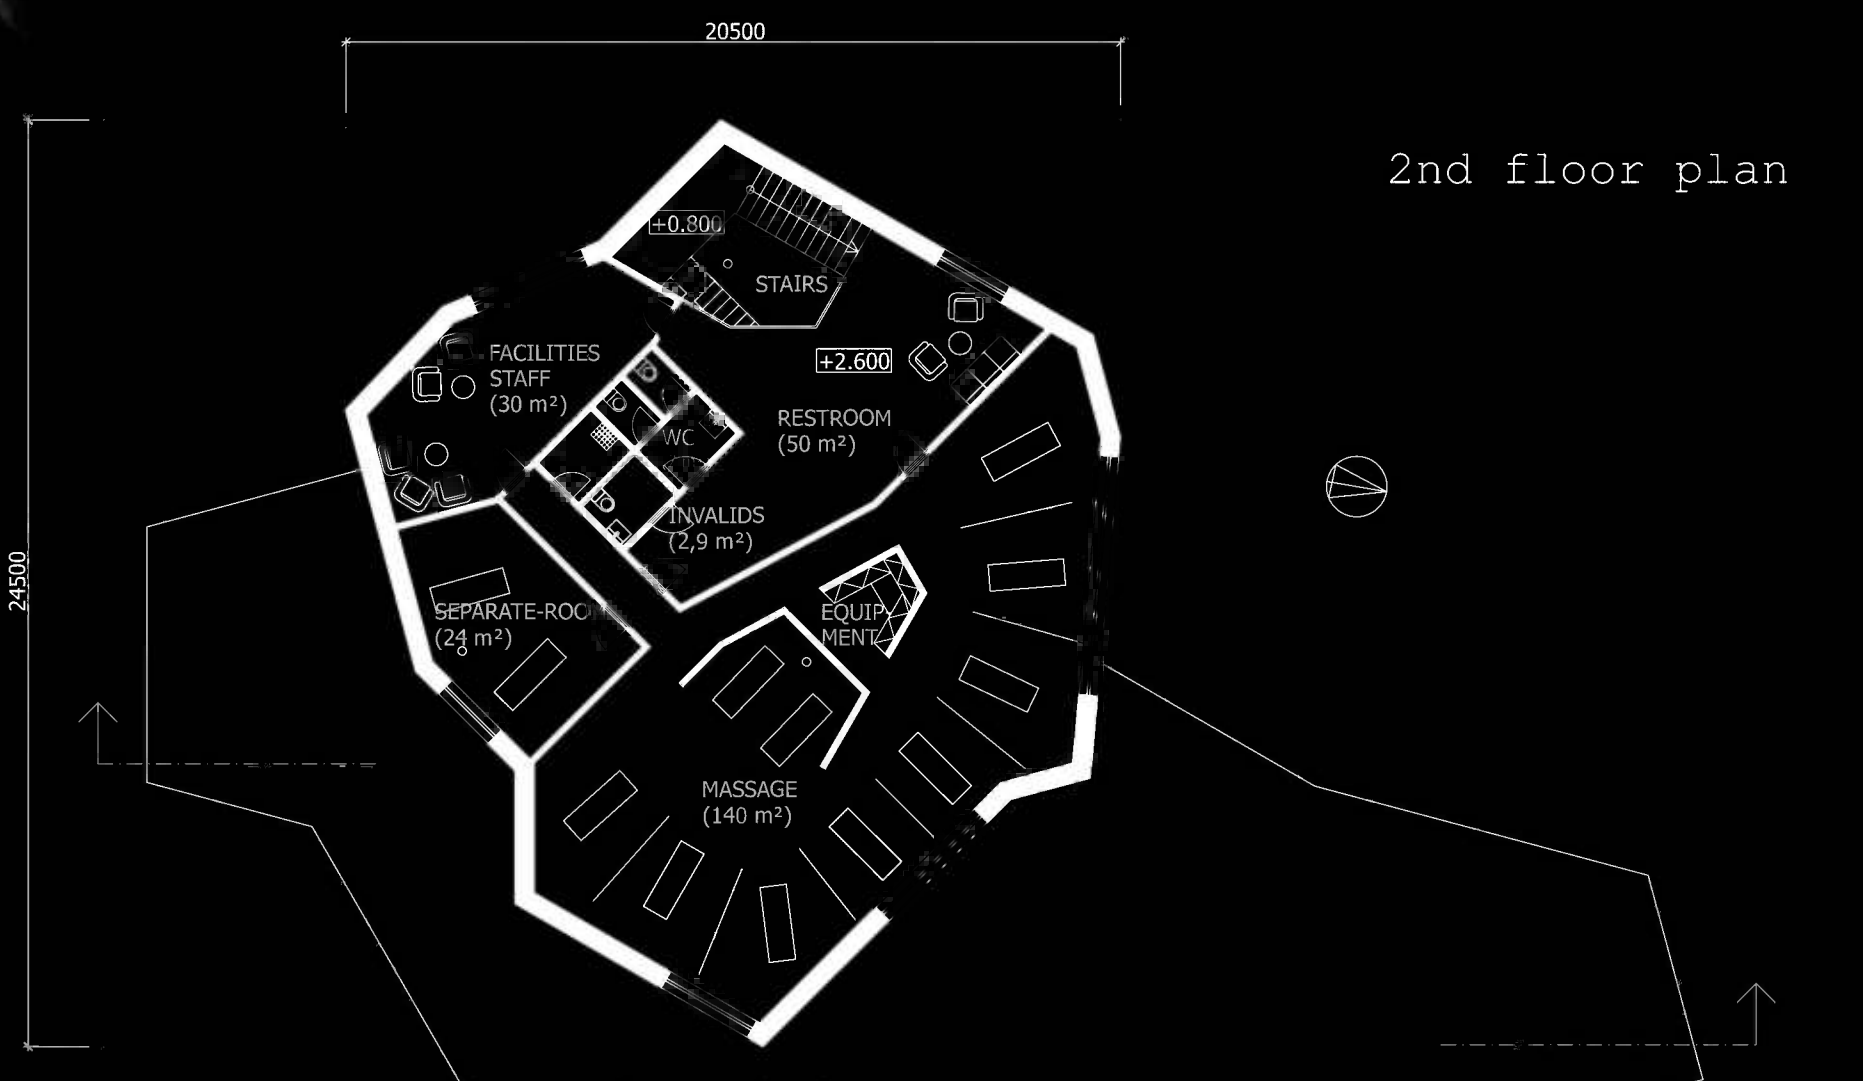 20500
2nd floor plan
+0.800
STAIRS
FACILITIES
STAFF
(30 m²)
+2.600
RESTROOM
(50 m²)
WC
INVALIDS
(2,9 m²)
24500
SEPARATE-ROO
(24 m²)
EQUIP-
MENT
MASSAGE
(140 m²)